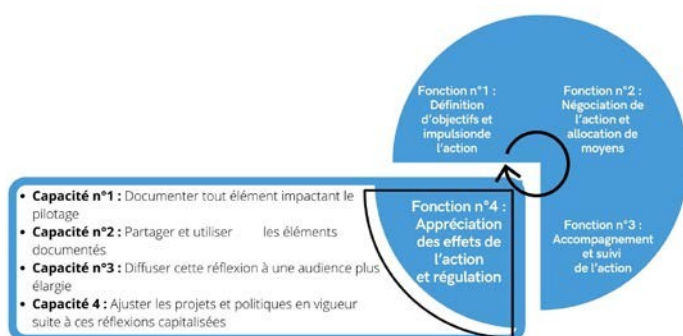 Fonction n°1 :
Définition
d'objectifs et
impulsionde
l'action
Fonction n°2 :
Négociation de
l'action et
allocation de
moyens
Fonction n°3 :
Accompagnement
et suivi
de l'action
Fonction n°4 :
Appréciation
des effets de
l'action
et régulation
• Capacité n°1 : Documenter tout élément impactant le
pilotage
• Capacité n°2 : Partager et utiliser les éléments
documentés
• Capacité n°3 : Diffuser cette réflexion à une audience plus
élargie
• Capacité 4 : Ajuster les projets et politiques en vigueur
suite à ces réflexions capitalisées